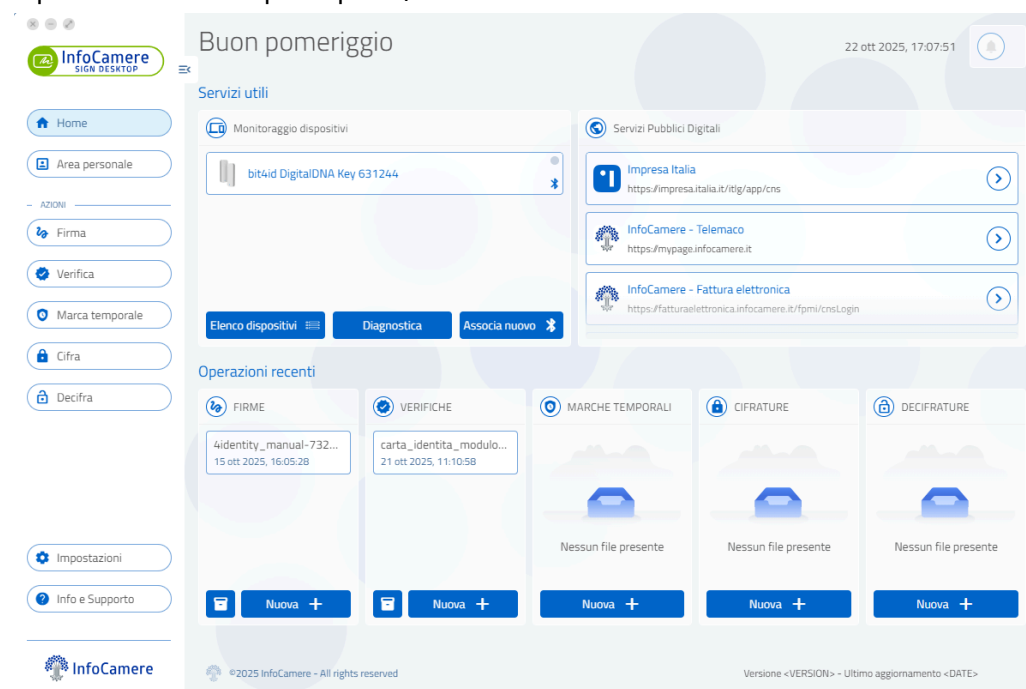 InfoCamere
SIGN DESKTOP
Buon pomeriggio
22 ott 2025, 17:07:51
Servizi utili
Home
Area personale
AZIONI
Firma
Verifica
Marca temporale
Cifra
Decifra
Impostazioni
Info e Supporto
InfoCamere
Monitoraggio dispositivi
bit4id DigitalDNA Key 631244
Elenco dispositivi
Diagnostica
Associa nuovo
Servizi Pubblici Digitali
Impresa Italia
https://impresa.italia.it/itlg/app/cns
InfoCamere - Telemaco
https://mypage.infocamere.it
InfoCamere - Fattura elettronica
https://fatturaelettronica.infocamere.it/fpmi/cnsLogin
Operazioni recenti
FIRME
4identity_manual-732...
15 ott 2025, 16:05:28
Nuova
VERIFICHE
carta_identita_modulo...
21 ott 2025, 11:10:58
Nuova
MARCHE TEMPORALI
Nessun file presente
Nuova
CIFRATURE
Nessun file presente
Nuova
DECIFRATURE
Nessun file presente
Nuova
©2025 InfoCamere - All rights reserved
Versione <VERSION> - Ultimo aggiornamento <DATE>